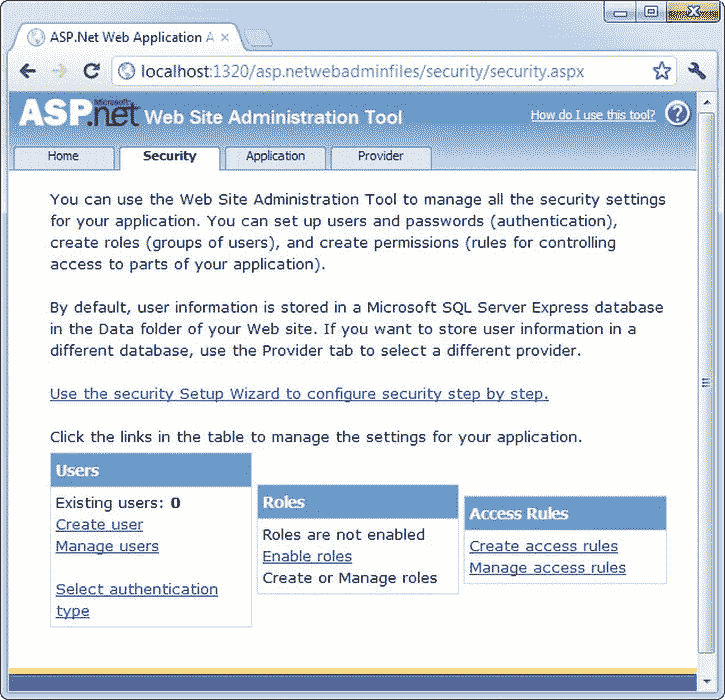 ASP.Net Web Application A
localhost:1320/asp.netwebadminfiles/security/security.aspx
Microsoft
ASP.net Web Site Administration Tool
How do I use this tool? ?
Home Security Application Provider
You can use the Web Site Administration Tool to manage all the security settings
for your application. You can set up users and passwords (authentication),
create roles (groups of users), and create permissions (rules for controlling
access to parts of your application).
By default, user information is stored in a Microsoft SQL Server Express database
in the Data folder of your Web site. If you want to store user information in a
different database, use the Provider tab to select a different provider.
Use the security Setup Wizard to configure security step by step.
Click the links in the table to manage the settings for your application.
Users
Existing users: 0
Create user
Manage users
Select authentication
type
Roles
Roles are not enabled
Enable roles
Create or Manage roles
Access Rules
Create access rules
Manage access rules